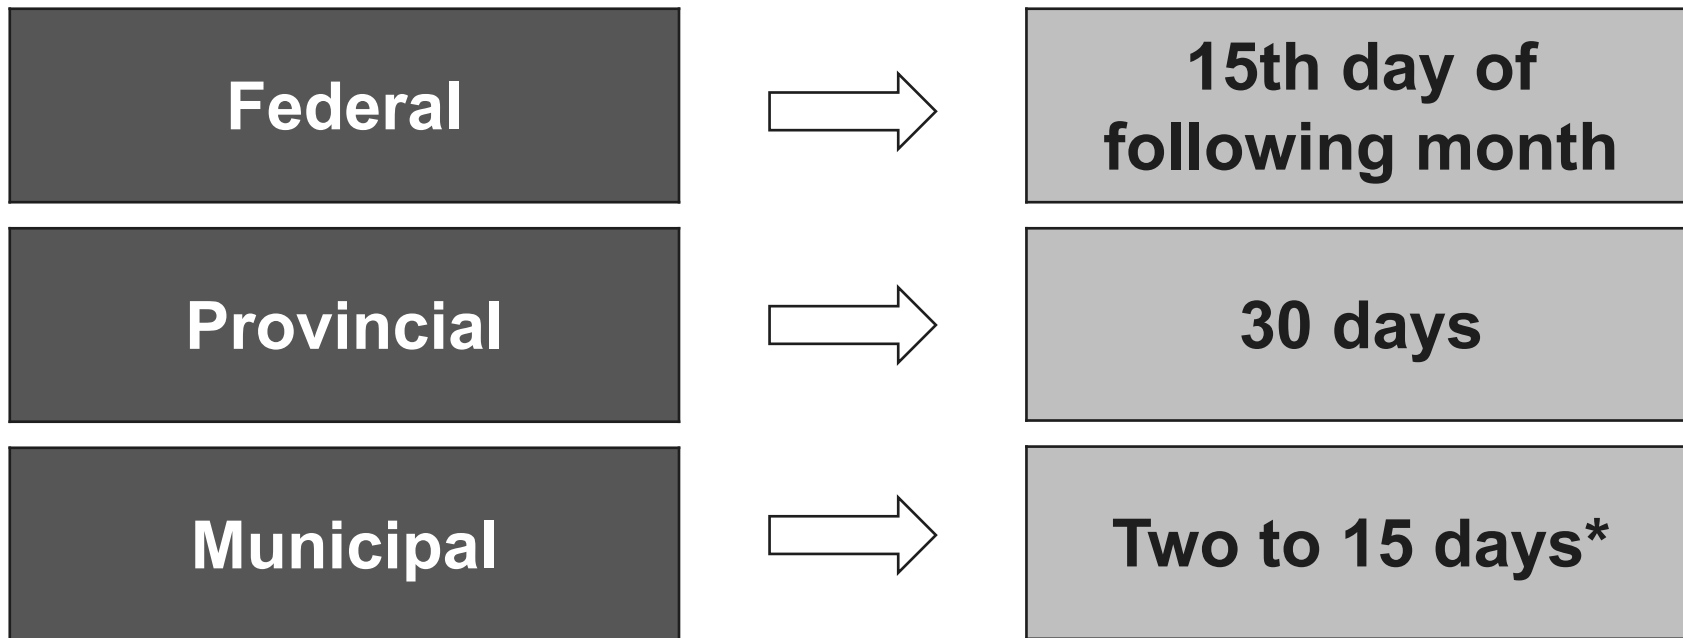 Federal
15th day of
following month
Provincial
30 days
Municipal
Two to 15 days*